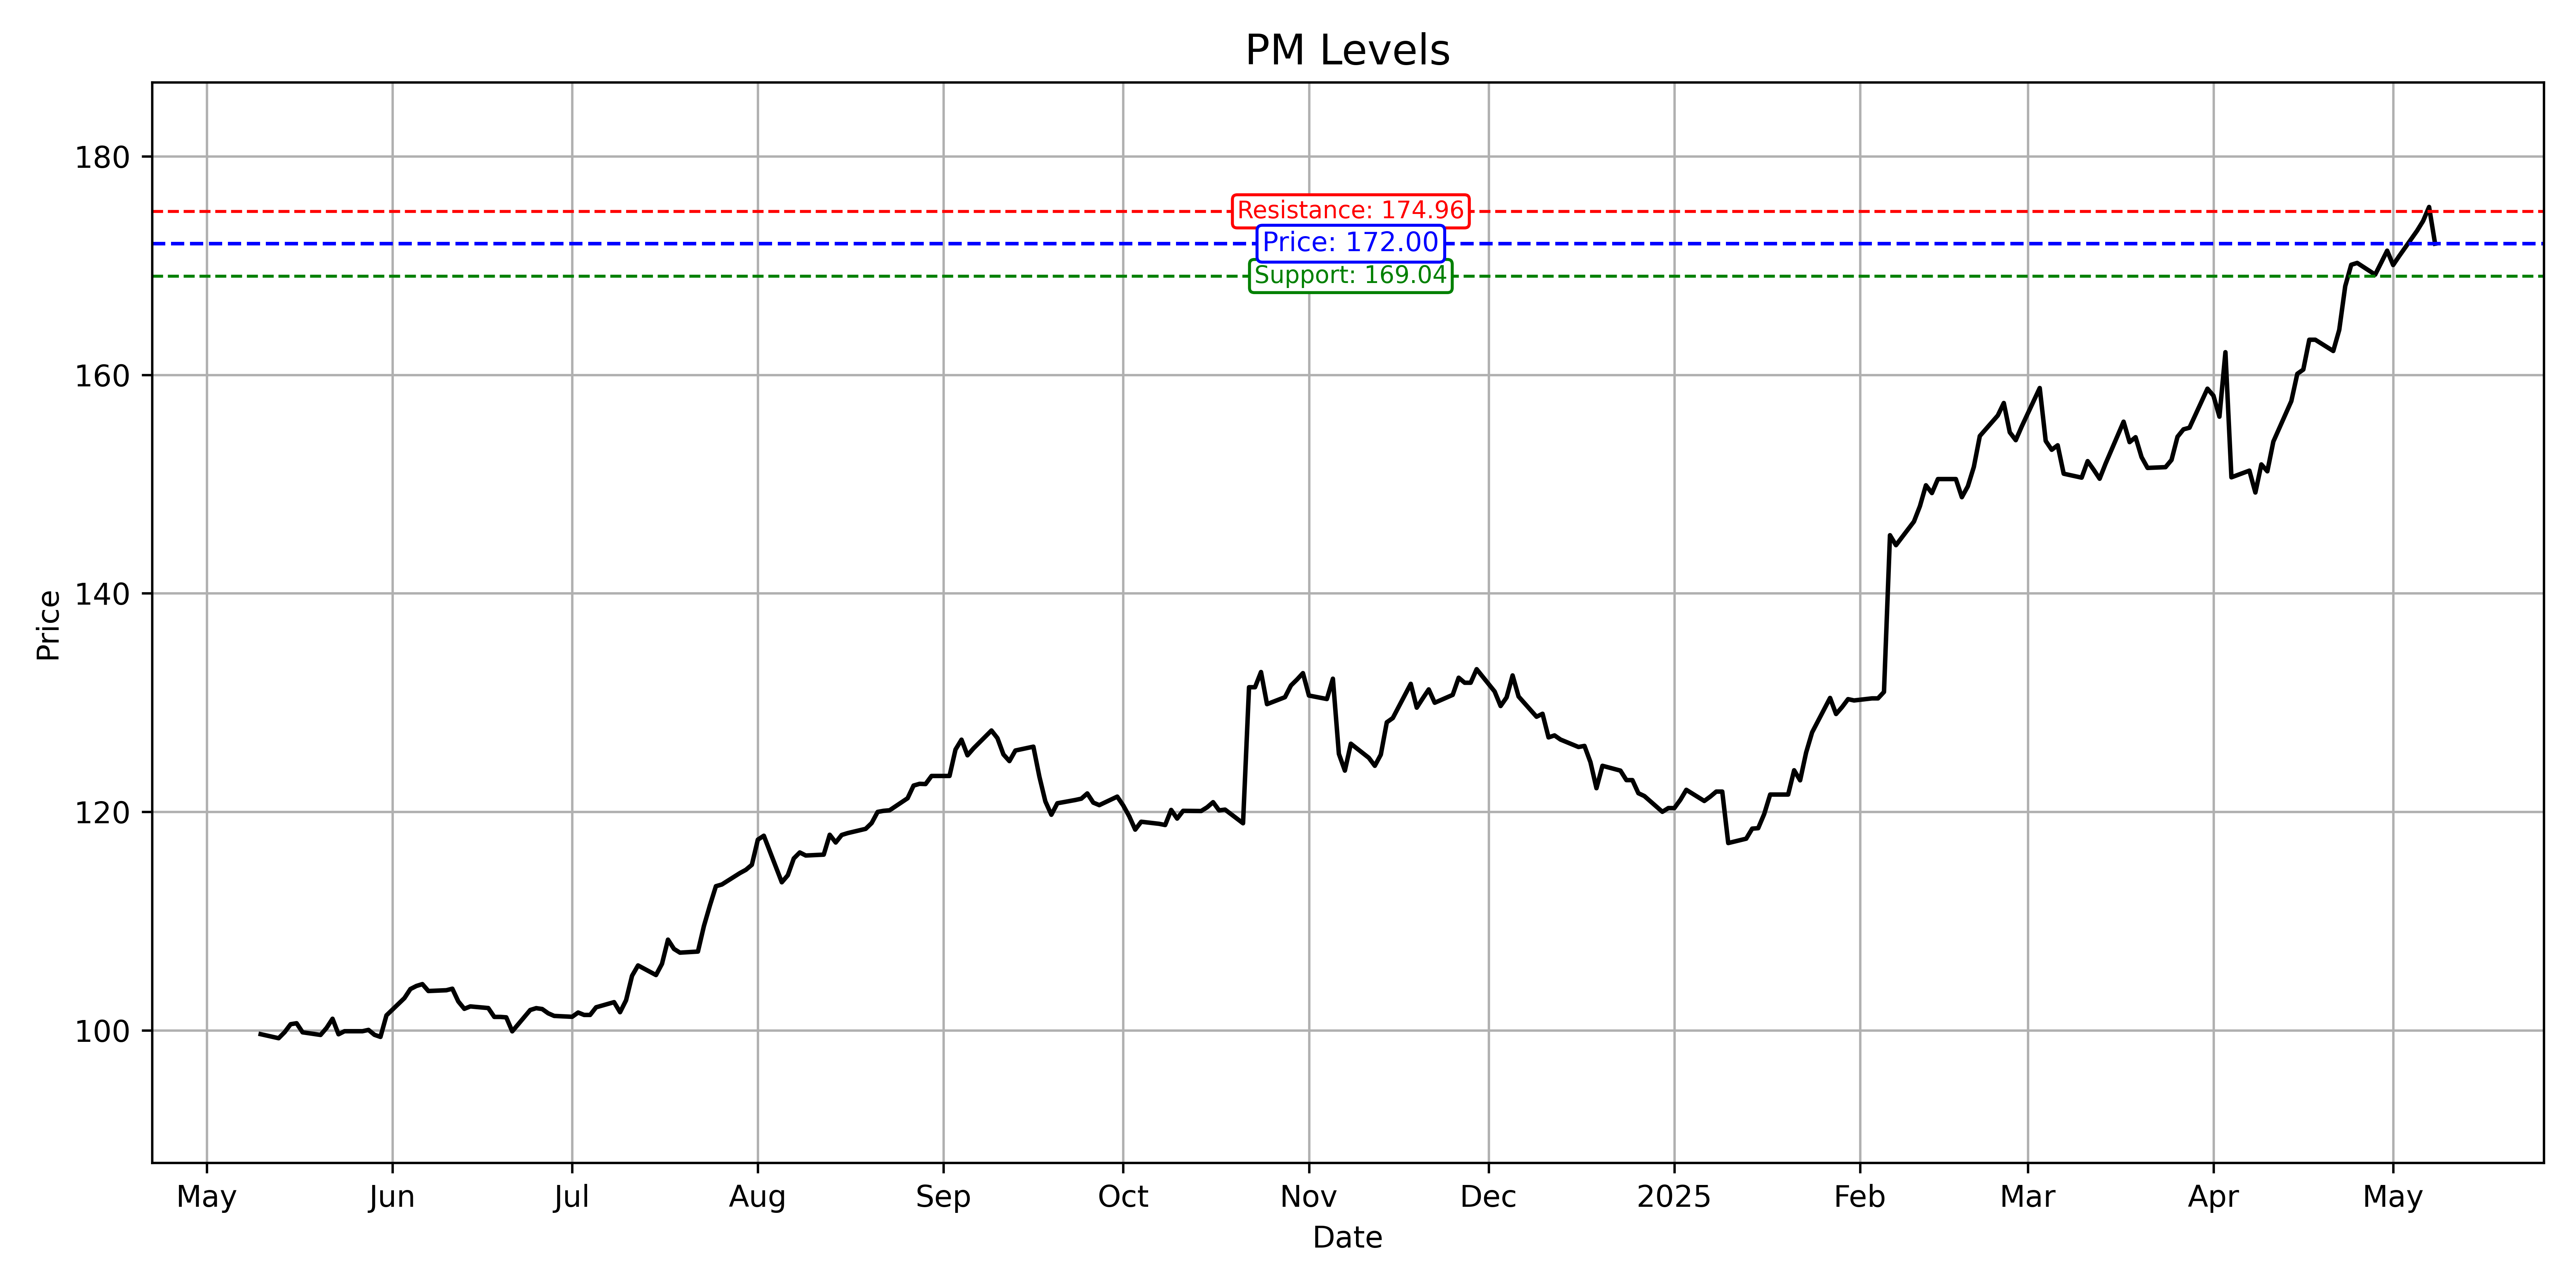 PM Levels
180
160
140
120
100
Price
Resistance: 174.96
Price: 172.00
Support: 169.04
May
Jun
Jul
Aug
Sep
Oct
Nov
Dec
2025
Feb
Mar
Apr
May
Date